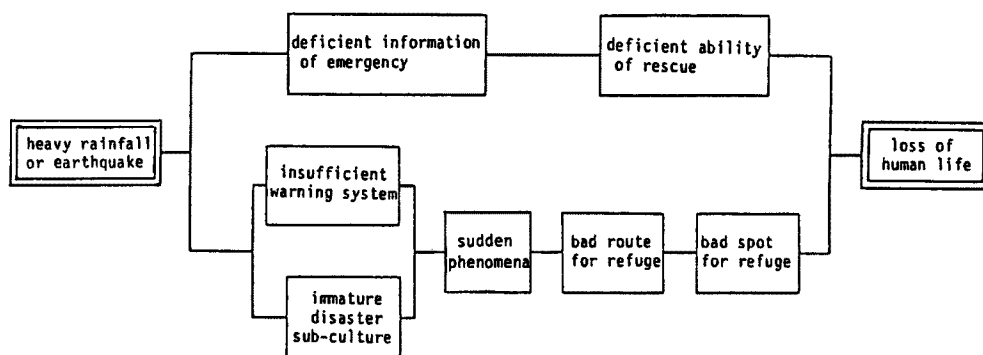 heavy rainfall
or earthquake
deficient information
of emergency
deficient ability
of rescue
insufficient
warning system
immature
disaster
sub-culture
sudden
phenomena
bad route
for refuge
bad spot
for refuge
loss of
human life